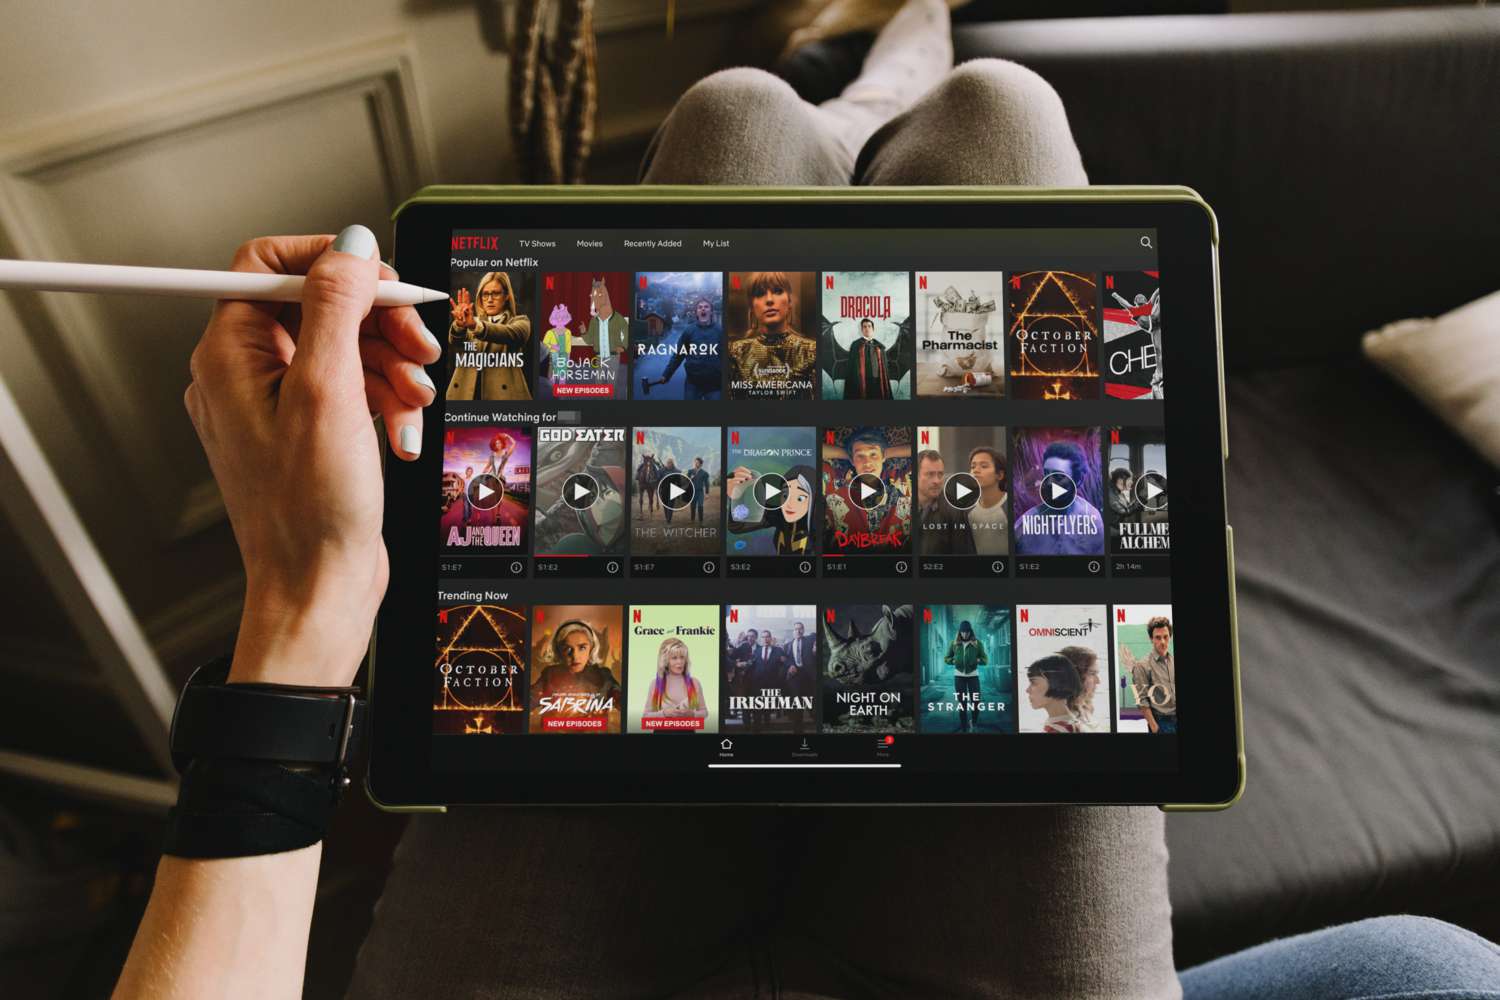 NETFLIX TV Shows Movies Recently Added My List
Popular on Netflix
THE
MAGICIANS
BOJACK
HORSEMAN
NEW EPISODES
RAGNAROK
sundance
MISS AMERICANA
TAYLOR SWIFT
DRACULA
The
Pharmacist
OCTOBER
FACTION
CHE
Continue Watching for
AJ AND THE QUEEN
S1:E7
GOD EATER
S1:E2
THE WITCHER
S1:E7
THE DRAGON PRINCE
S3:E2
DAYBREAK
S1:E1
LOST IN SPACE
S2:E2
NIGHTFLYERS
S1:E2
FULLME
ALCHEM
2h 14m
Trending Now
OCTOBER
FACTION
SABRINA
NEW EPISODES
Grace and Frankie
NEW EPISODES
THE
IRISHMAN
NIGHT ON
EARTH
THE
STRANGER
OMNISCIENT
YO
Home Downloads More 3